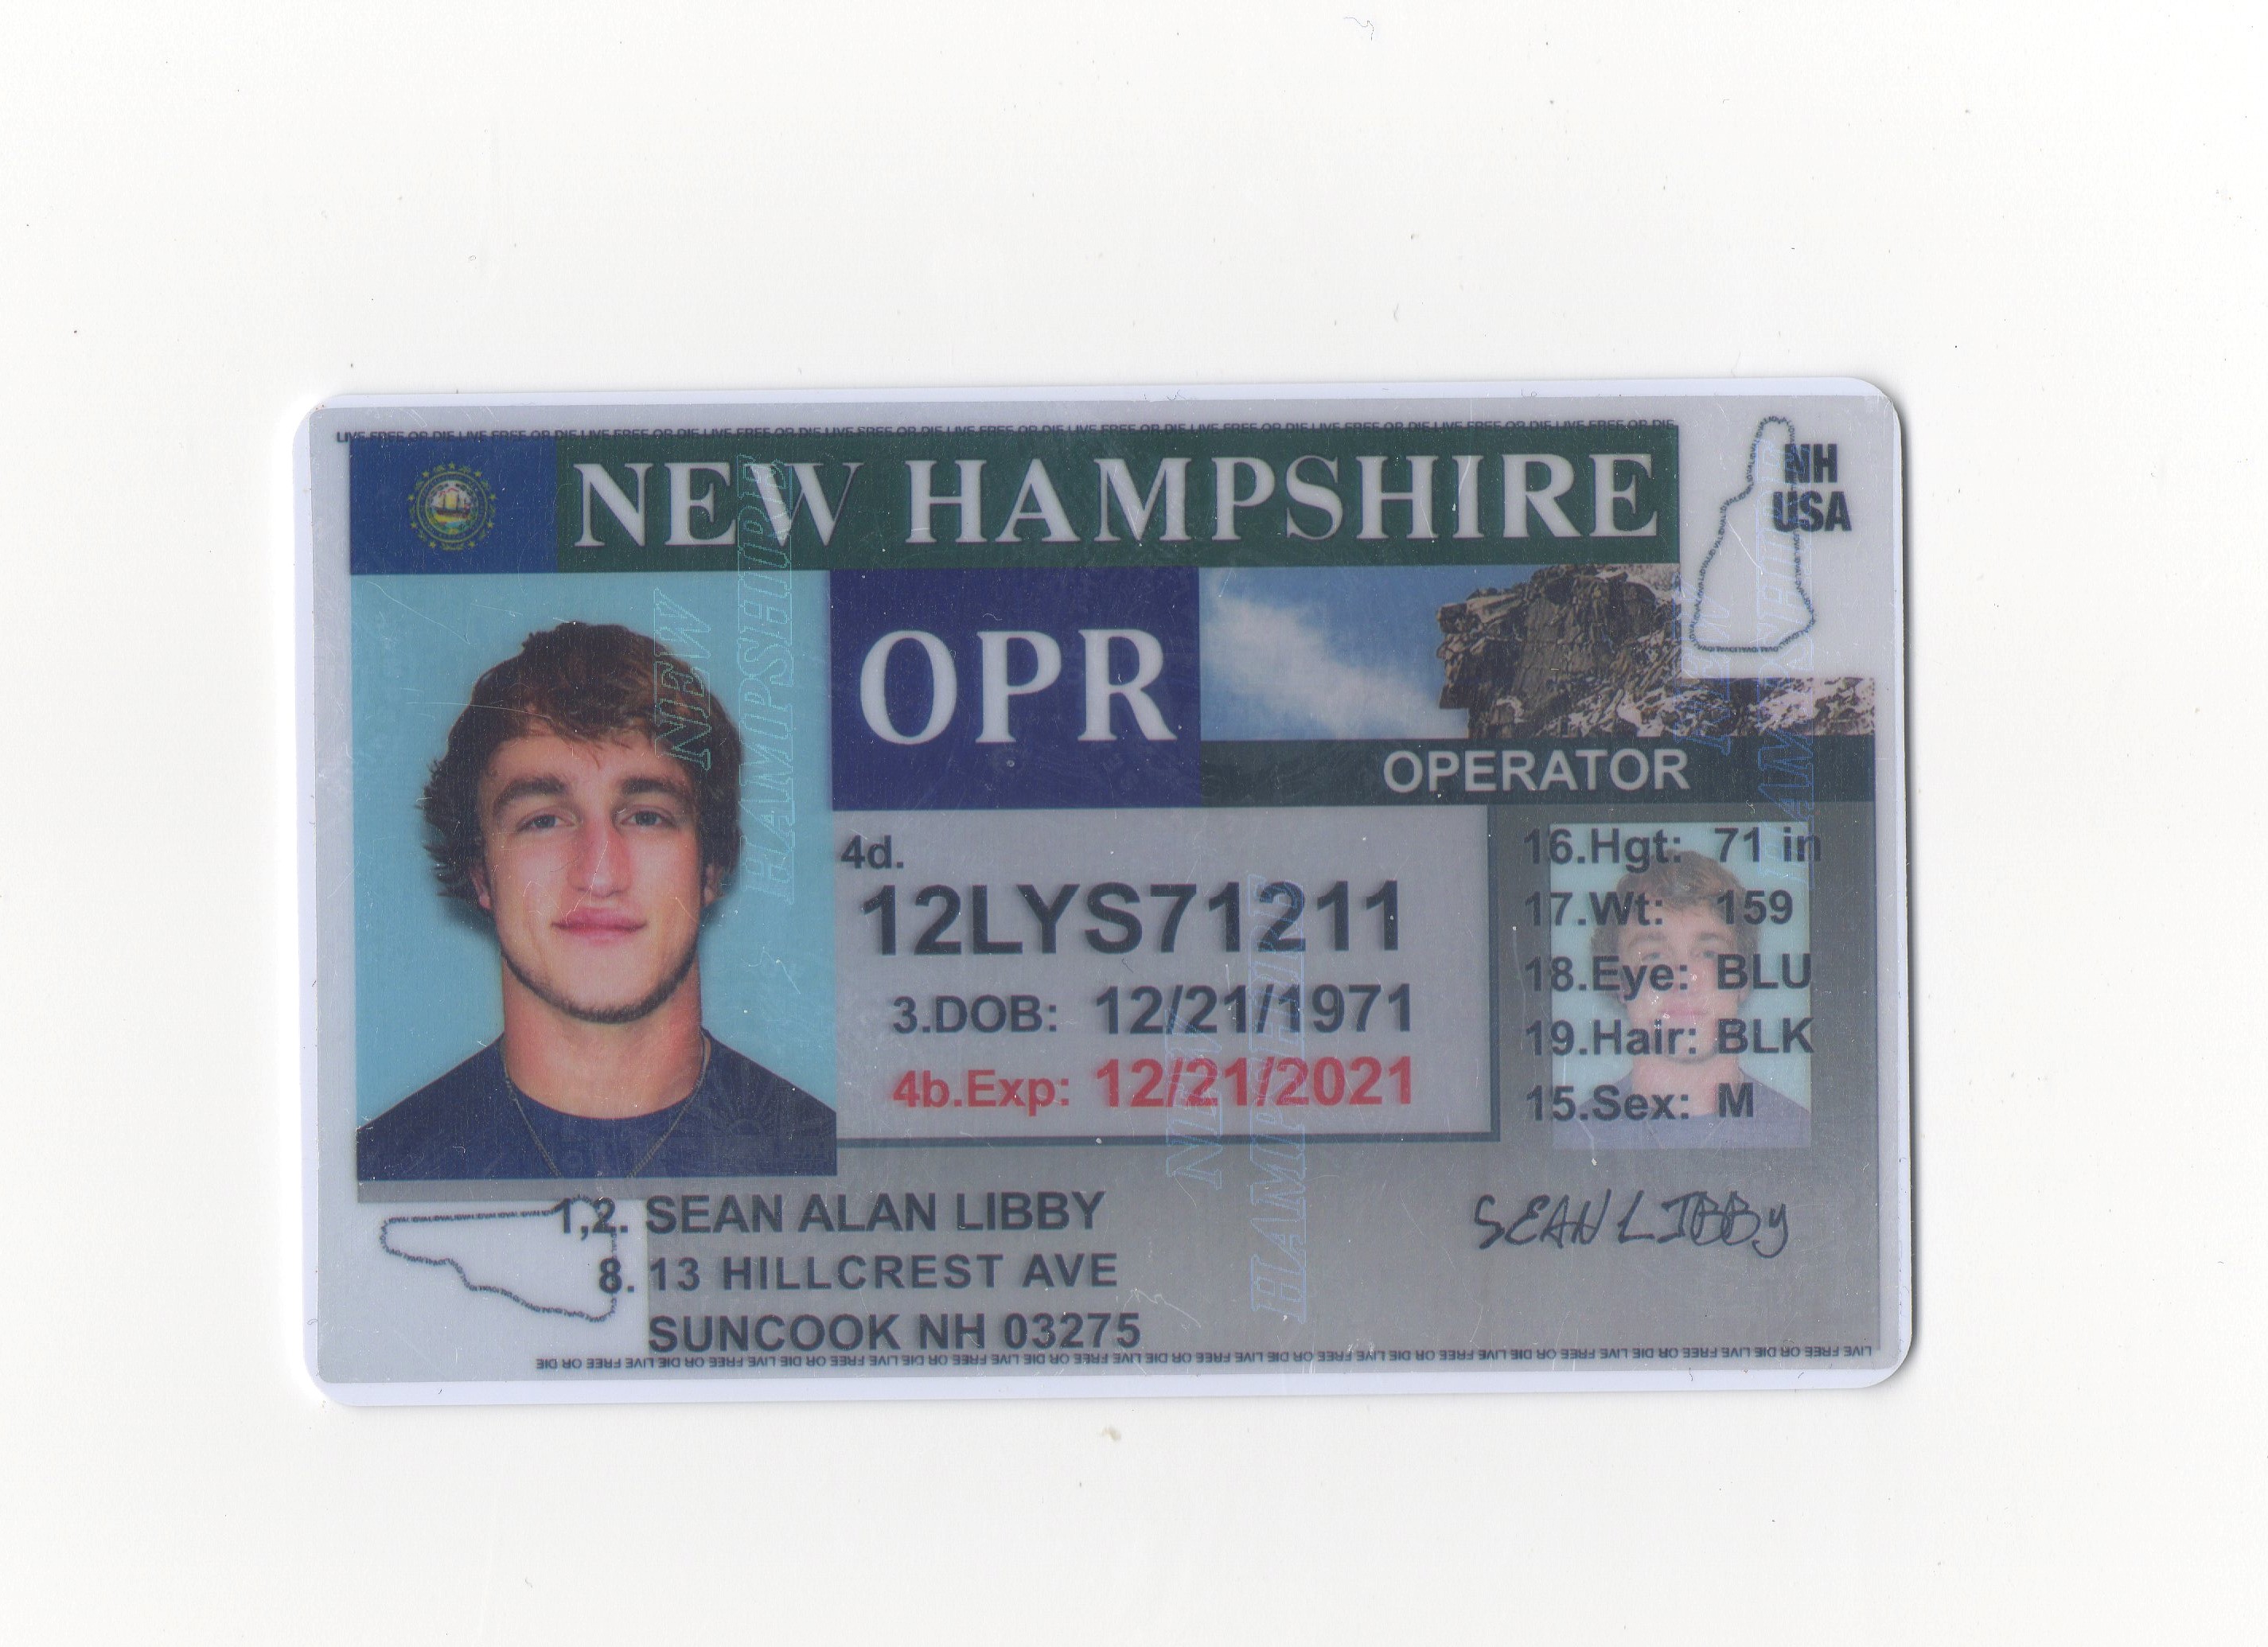 LIVE FREE OR DIE LIVE FREE OR DIE LIVE FREE OR DIE LIVE FREE OR DIE LIVE FREE OR DIE LIVE FREE OR DIE LIVE FREE OR DIE LIVE FREE OR DIE LIVE FREE OR DIE LIVE FREE OR DIE LIVE FREE OR DIE
NEW HAMPSHIRE
NH
USA
OPR
OPERATOR
4d.
12LYS71211
3.DOB: 12/21/1971
4b.Exp: 12/21/2021
16.Hgt: 71 in
17.Wt: 159
18.Eye: BLU
19.Hair: BLK
15.Sex: M
1,2. SEAN ALAN LIBBY
8. 13 HILLCREST AVE
SUNCOOK NH 03275
SEAN LIBBY
LIVE FREE OR DIE LIVE FREE OR DIE LIVE FREE OR DIE LIVE FREE OR DIE LIVE FREE OR DIE LIVE FREE OR DIE LIVE FREE OR DIE LIVE FREE OR DIE LIVE FREE OR DIE LIVE FREE OR DIE LIVE FREE OR DIE
NEW HAMPSHIRE
NEW HAMPSHIRE
NEW HAMPSHIRE